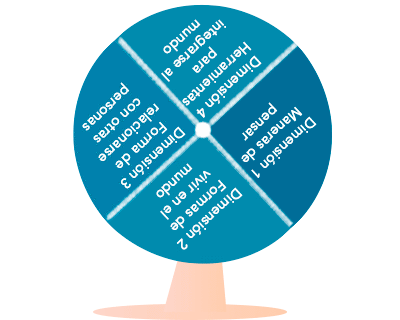 Dimensión 1
Maneras de
pensar
Dimensión 2
Formas de
vivir en el
mundo
Dimensión 3
Forma de
relacionarse
con otras
personas
Dimensión 4
Herramientas
para
integrarse al
mundo